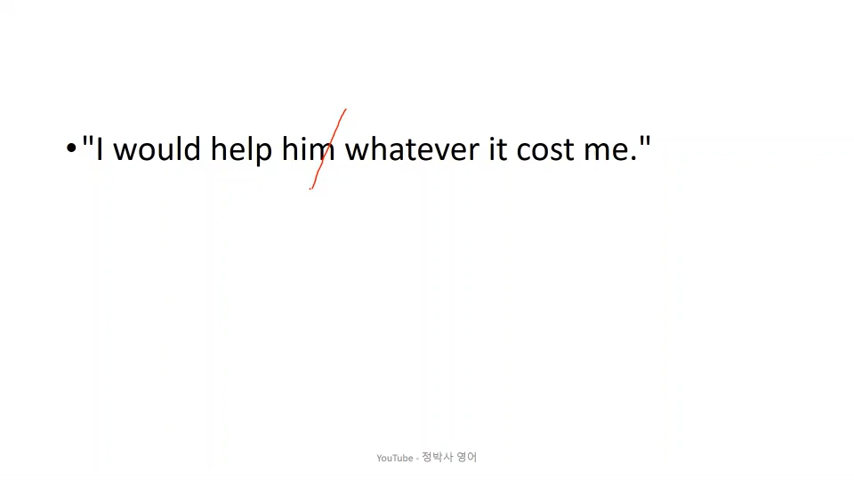 •"I would help him whatever it cost me."
YouTube - 정박사 영어